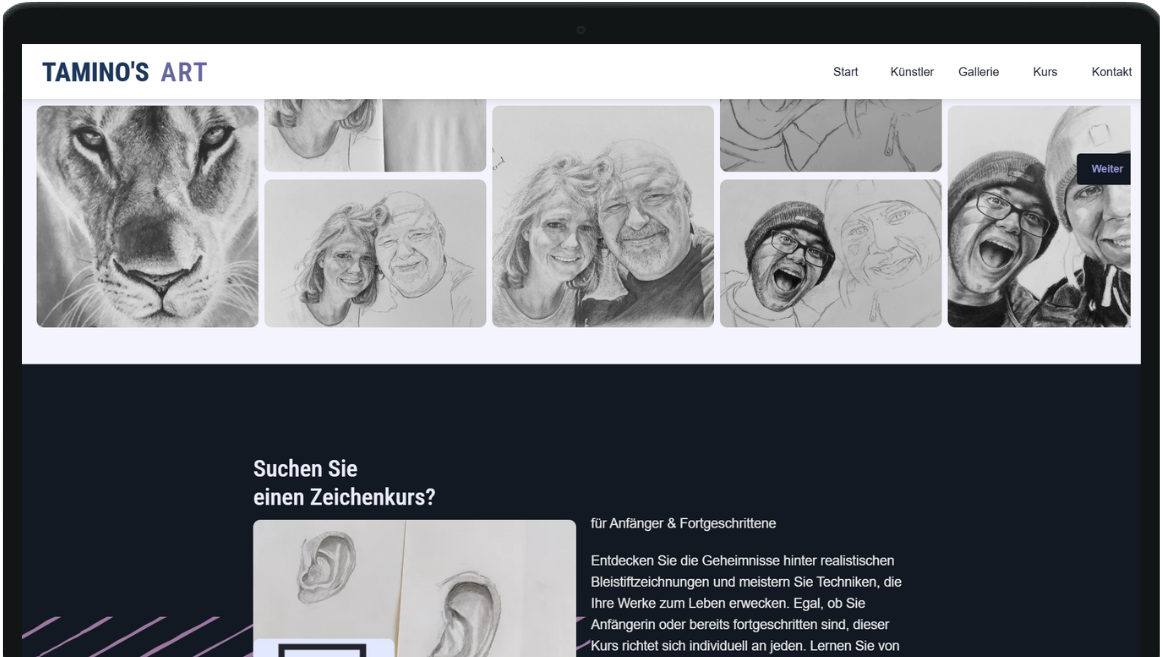 TAMINO'S ART
Start Künstler Gallerie Kurs Kontakt
Weiter
Suchen Sie
einen Zeichenkurs?
für Anfänger & Fortgeschrittene
Entdecken Sie die Geheimnisse hinter realistischen
Bleistiftzeichnungen und meistern Sie Techniken, die
Ihre Werke zum Leben erwecken. Egal, ob Sie
Anfängerin oder bereits fortgeschritten sind, dieser
Kurs richtet sich individuell an jeden. Lernen Sie von